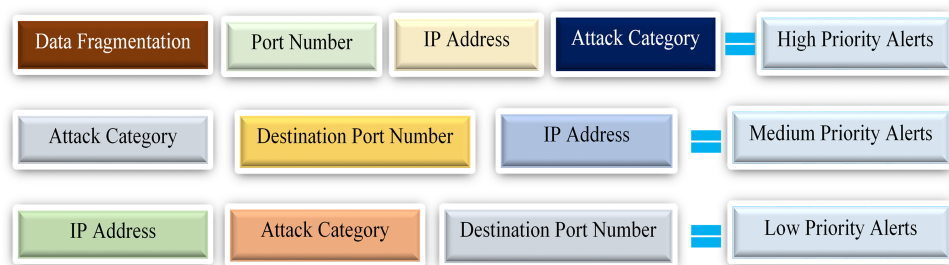 Data Fragmentation Port Number IP Address Attack Category = High Priority Alerts
Attack Category Destination Port Number IP Address = Medium Priority Alerts
IP Address Attack Category Destination Port Number = Low Priority Alerts